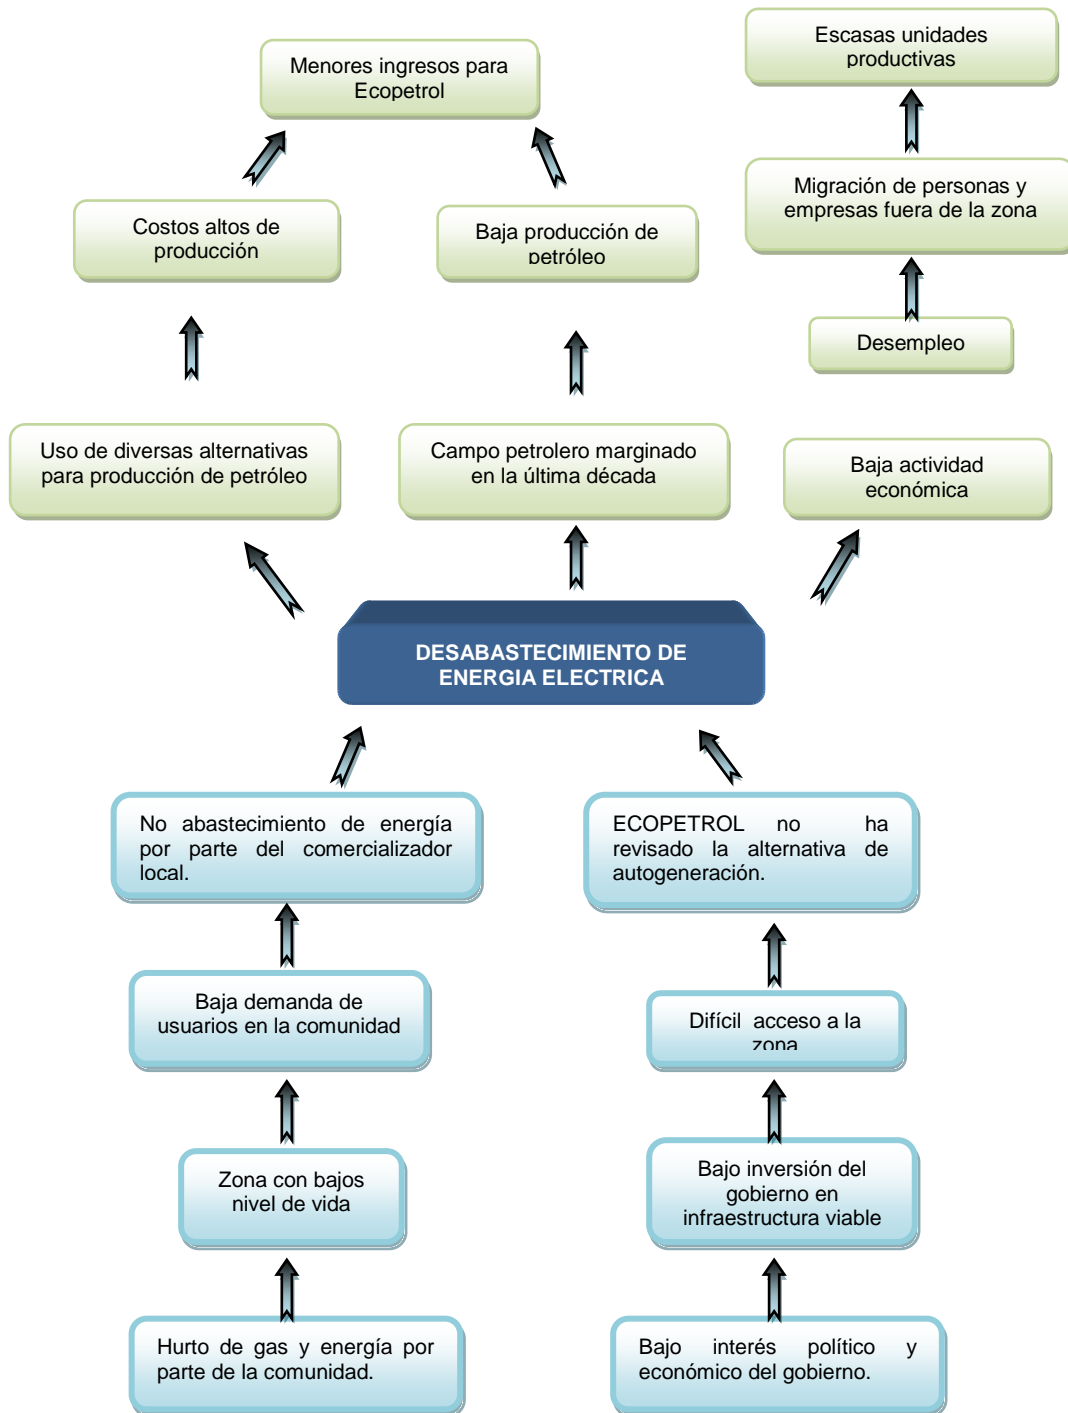 Escasas unidades
productivas
Menores ingresos para
Ecopetrol
Migración de personas y
empresas fuera de la zona
Costos altos de
producción
Baja producción de
petróleo
Desempleo
Uso de diversas alternativas
para producción de petróleo
Campo petrolero marginado
en la última década
Baja actividad
económica
DESABASTECIMIENTO DE
ENERGIA ELECTRICA
No abastecimiento de energía
por parte del comercializador
local.
ECOPETROL no ha
revisado la alternativa de
autogeneración.
Baja demanda de
usuarios en la comunidad
Difícil acceso a la
zona
Zona con bajos
nivel de vida
Bajo inversión del
gobierno en
infraestructura viable
Hurto de gas y energía por
parte de la comunidad.
Bajo interés político y
económico del gobierno.